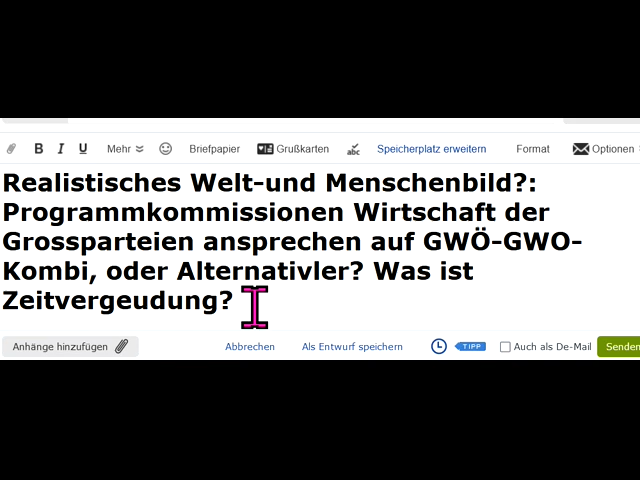 B I U Mehr Briefpapier Grußkarten abc Speicherplatz erweitern Format Optionen
Realistisches Welt-und Menschenbild?:
Programmkommissionen Wirtschaft der
Grossparteien ansprechen auf GWÖ-GWO-
Kombi, oder Alternativler? Was ist
Zeitvergeudung?
Anhänge hinzufügen Abbrechen Als Entwurf speichern TIPP Auch als De-Mail Senden